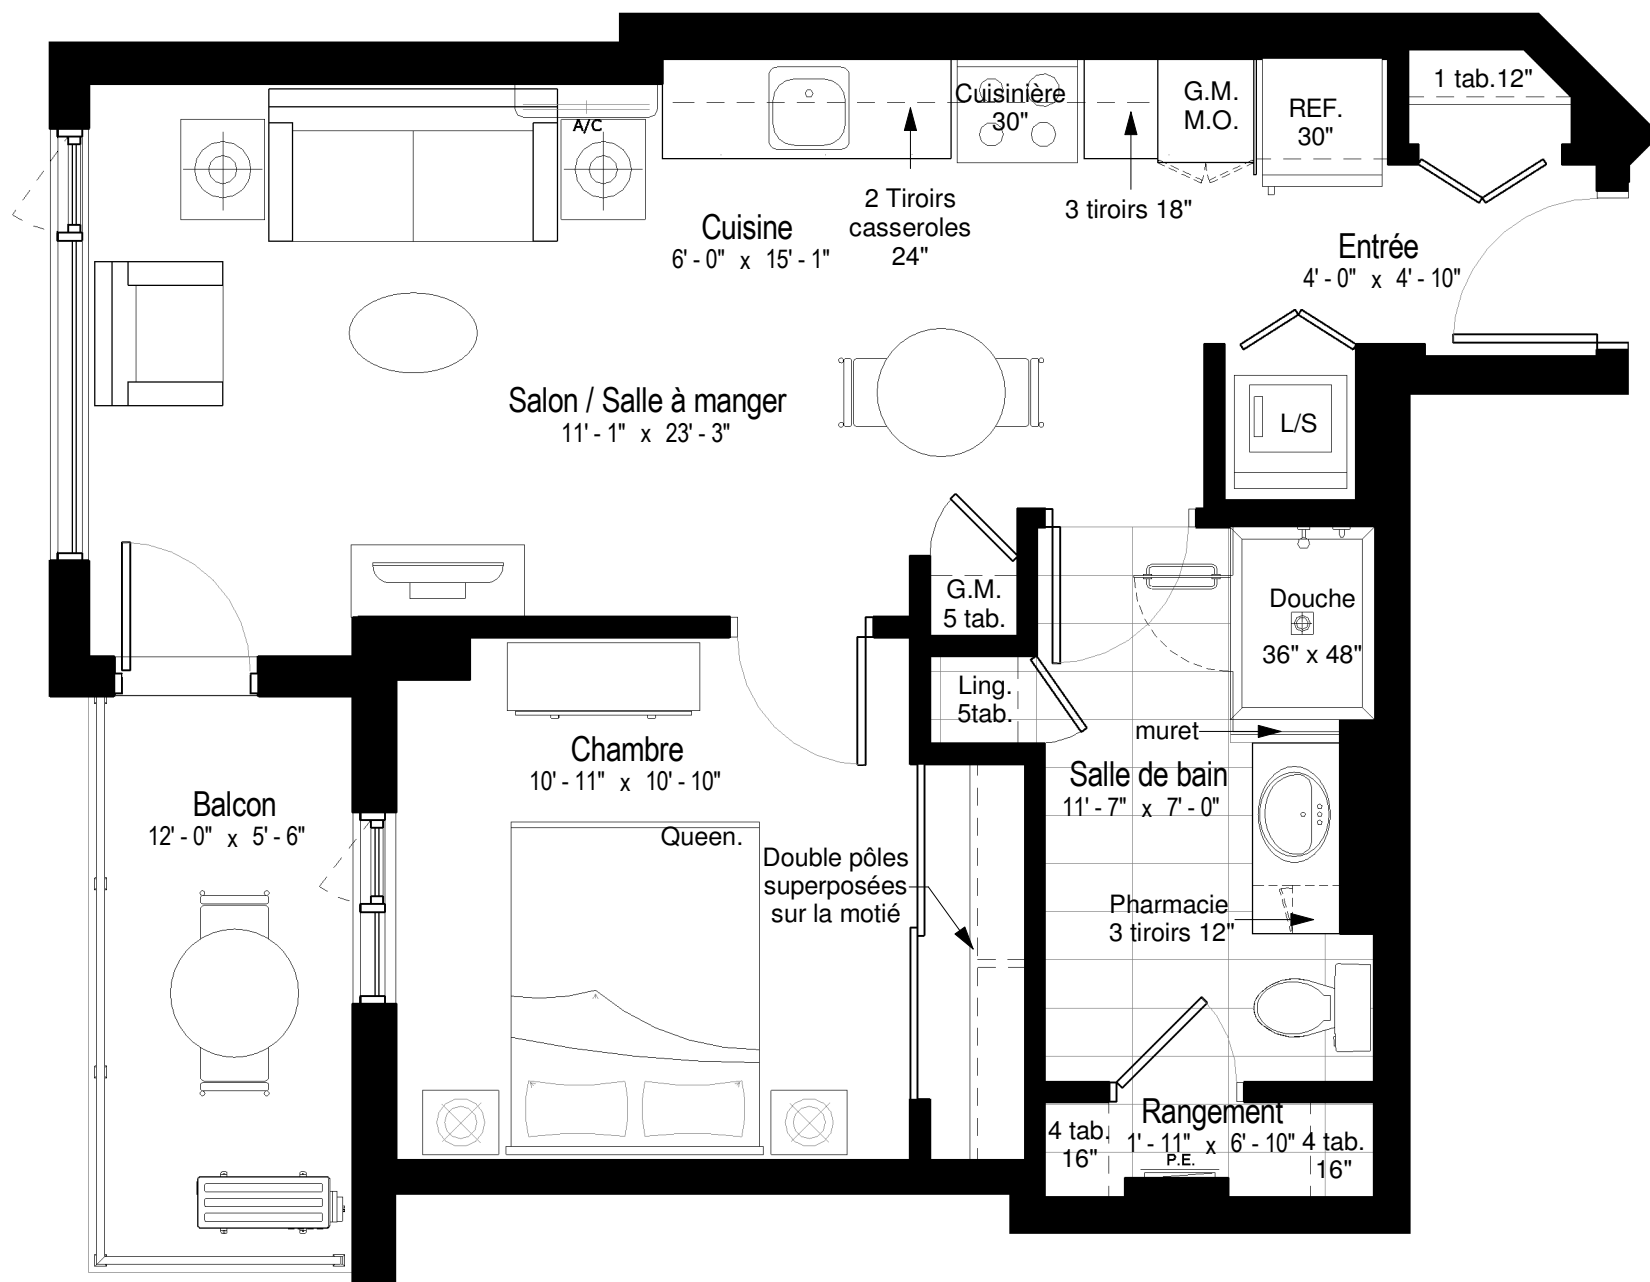 1 tab.12"
Cuisinière
30"
G.M.
M.O.
REF.
30"
A/C
2 Tiroirs
casseroles
24"
3 tiroirs 18"
Cuisine
6' - 0" x 15' - 1"
Entrée
4' - 0" x 4' - 10"
Salon / Salle à manger
11' - 1" x 23' - 3"
L/S
G.M.
5 tab.
Douche
36" x 48"
Ling.
5tab.
muret
Chambre
10' - 11" x 10' - 10"
Salle de bain
11' - 7" x 7' - 0"
Balcon
12' - 0" x 5' - 6"
Queen.
Double pôles
superposées
sur la motié
Pharmacie
3 tiroirs 12"
Rangement
1' - 11" x 6' - 10"
4 tab.
16"
4 tab.
16"
P.E.